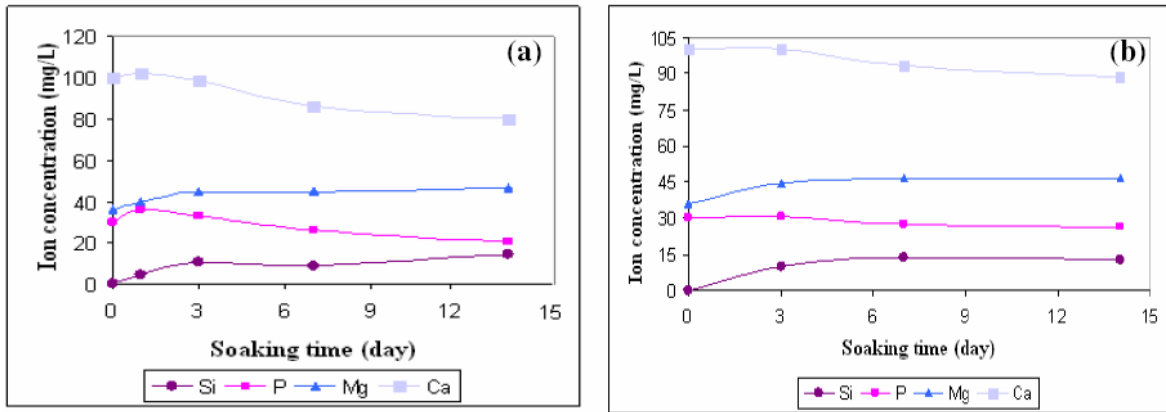 (a)
Ion concentration (mg/L)
120
100
80
60
40
20
0
0 3 6 9 12 15
Soaking time (day)
Si P Mg Ca
(b)
Ion concentration (mg/L)
105
90
75
60
45
30
15
0
0 3 6 9 12 15
Soaking time (day)
Si P Mg Ca